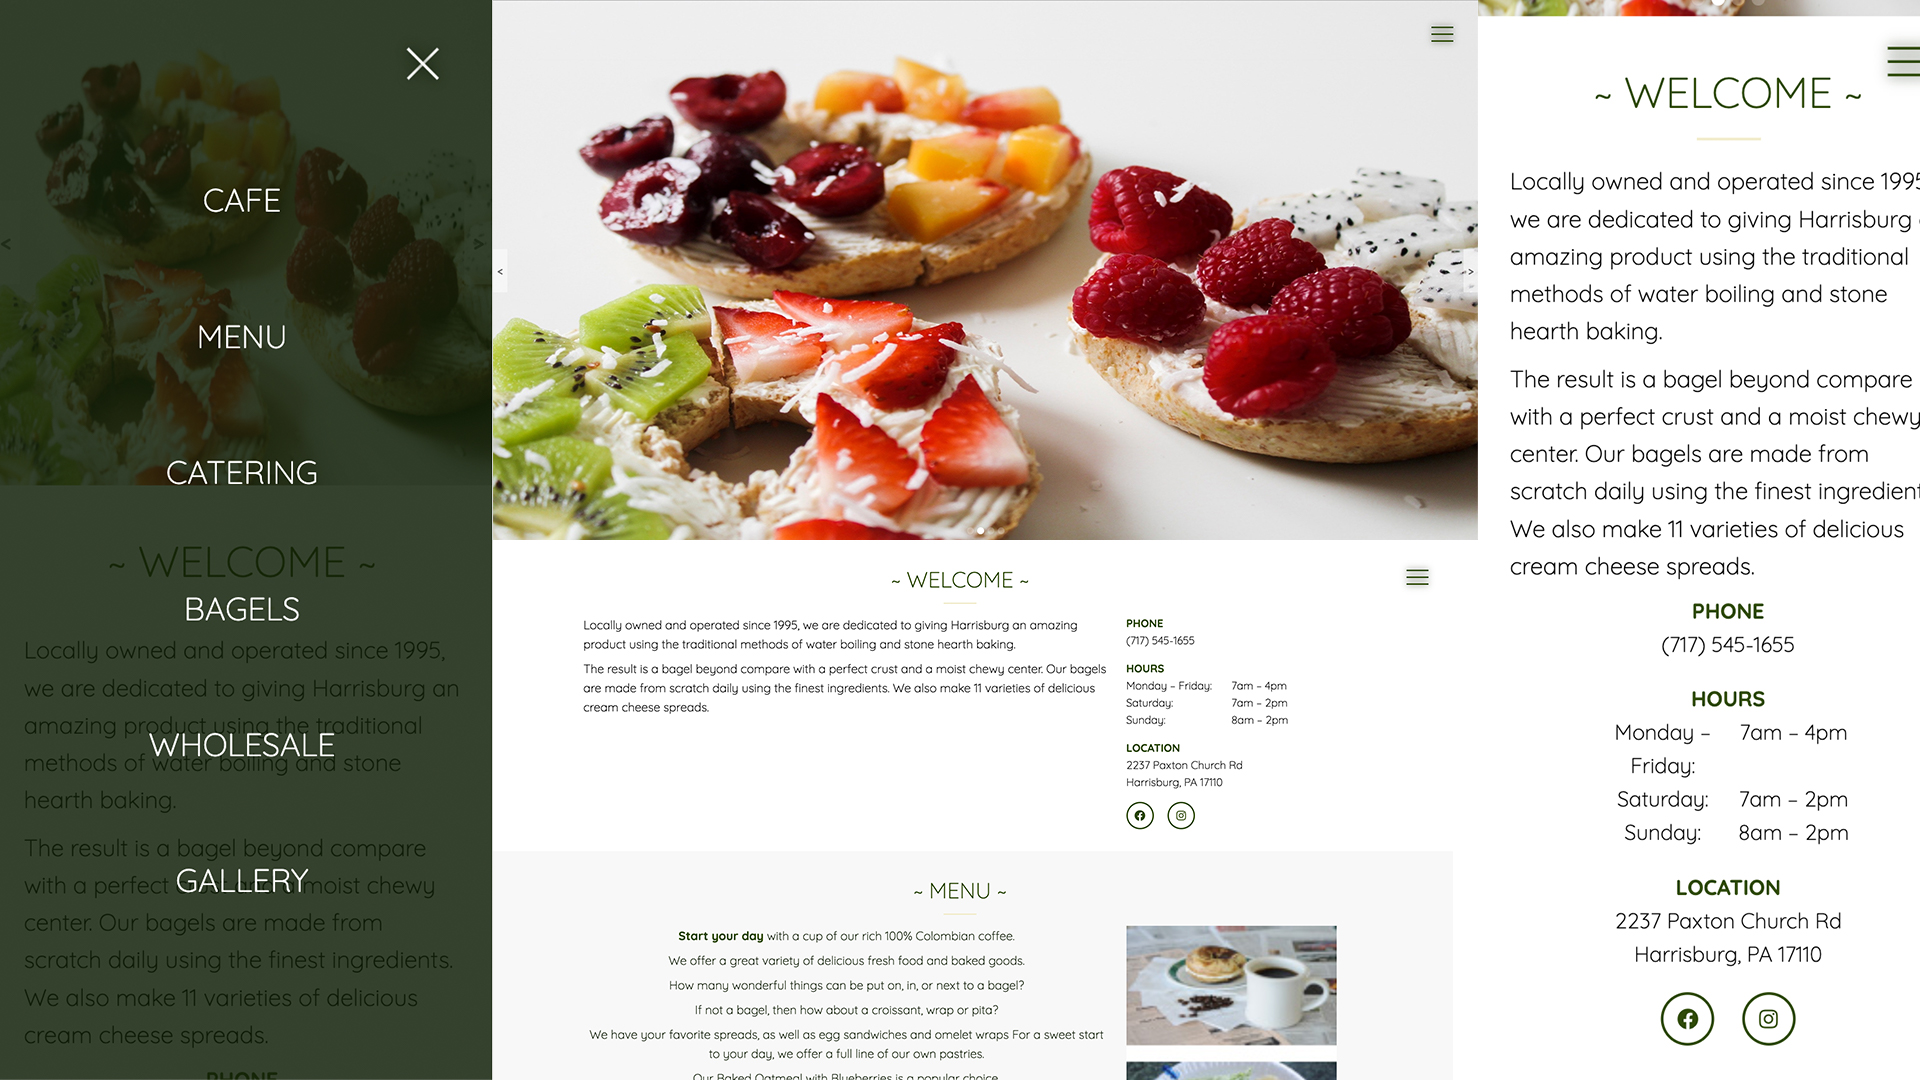 CAFE
MENU
CATERING
~ WELCOME ~
BAGELS
Locally owned and operated since 1995,
we are dedicated to giving Harrisburg an
amazing product using the traditional
WHOLESALE
methods of water boiling and stone
hearth baking.
The result is a bagel beyond compare
GALLERY
with a perfect crust and a moist chewy
center. Our bagels are made from
scratch daily using the finest ingredients.
We also make 11 varieties of delicious
cream cheese spreads.
PHONE
<
>
<
>
~ WELCOME ~
Locally owned and operated since 1995, we are dedicated to giving Harrisburg an amazing
product using the traditional methods of water boiling and stone hearth baking.
The result is a bagel beyond compare with a perfect crust and a moist chewy center. Our bagels
are made from scratch daily using the finest ingredients. We also make 11 varieties of delicious
cream cheese spreads.
PHONE
(717) 545-1655
HOURS
Monday – Friday: 7am – 4pm
Saturday: 7am – 2pm
Sunday: 8am – 2pm
LOCATION
2237 Paxton Church Rd
Harrisburg, PA 17110
~ MENU ~
Start your day with a cup of our rich 100% Colombian coffee.
We offer a great variety of delicious fresh food and baked goods.
How many wonderful things can be put on, in, or next to a bagel?
If not a bagel, then how about a croissant, wrap or pita?
We have your favorite spreads, as well as egg sandwiches and omelet wraps For a sweet start
to your day, we offer a full line of our own pastries.
Our Baked Oatmeal with Blueberries is a popular choice.
~ WELCOME ~
Locally owned and operated since 1995
we are dedicated to giving Harrisburg
amazing product using the traditional
methods of water boiling and stone
hearth baking.
The result is a bagel beyond compare
with a perfect crust and a moist chewy
center. Our bagels are made from
scratch daily using the finest ingredient
We also make 11 varieties of delicious
cream cheese spreads.
PHONE
(717) 545-1655
HOURS
Monday – 7am – 4pm
Friday:
Saturday: 7am – 2pm
Sunday: 8am – 2pm
LOCATION
2237 Paxton Church Rd
Harrisburg, PA 17110